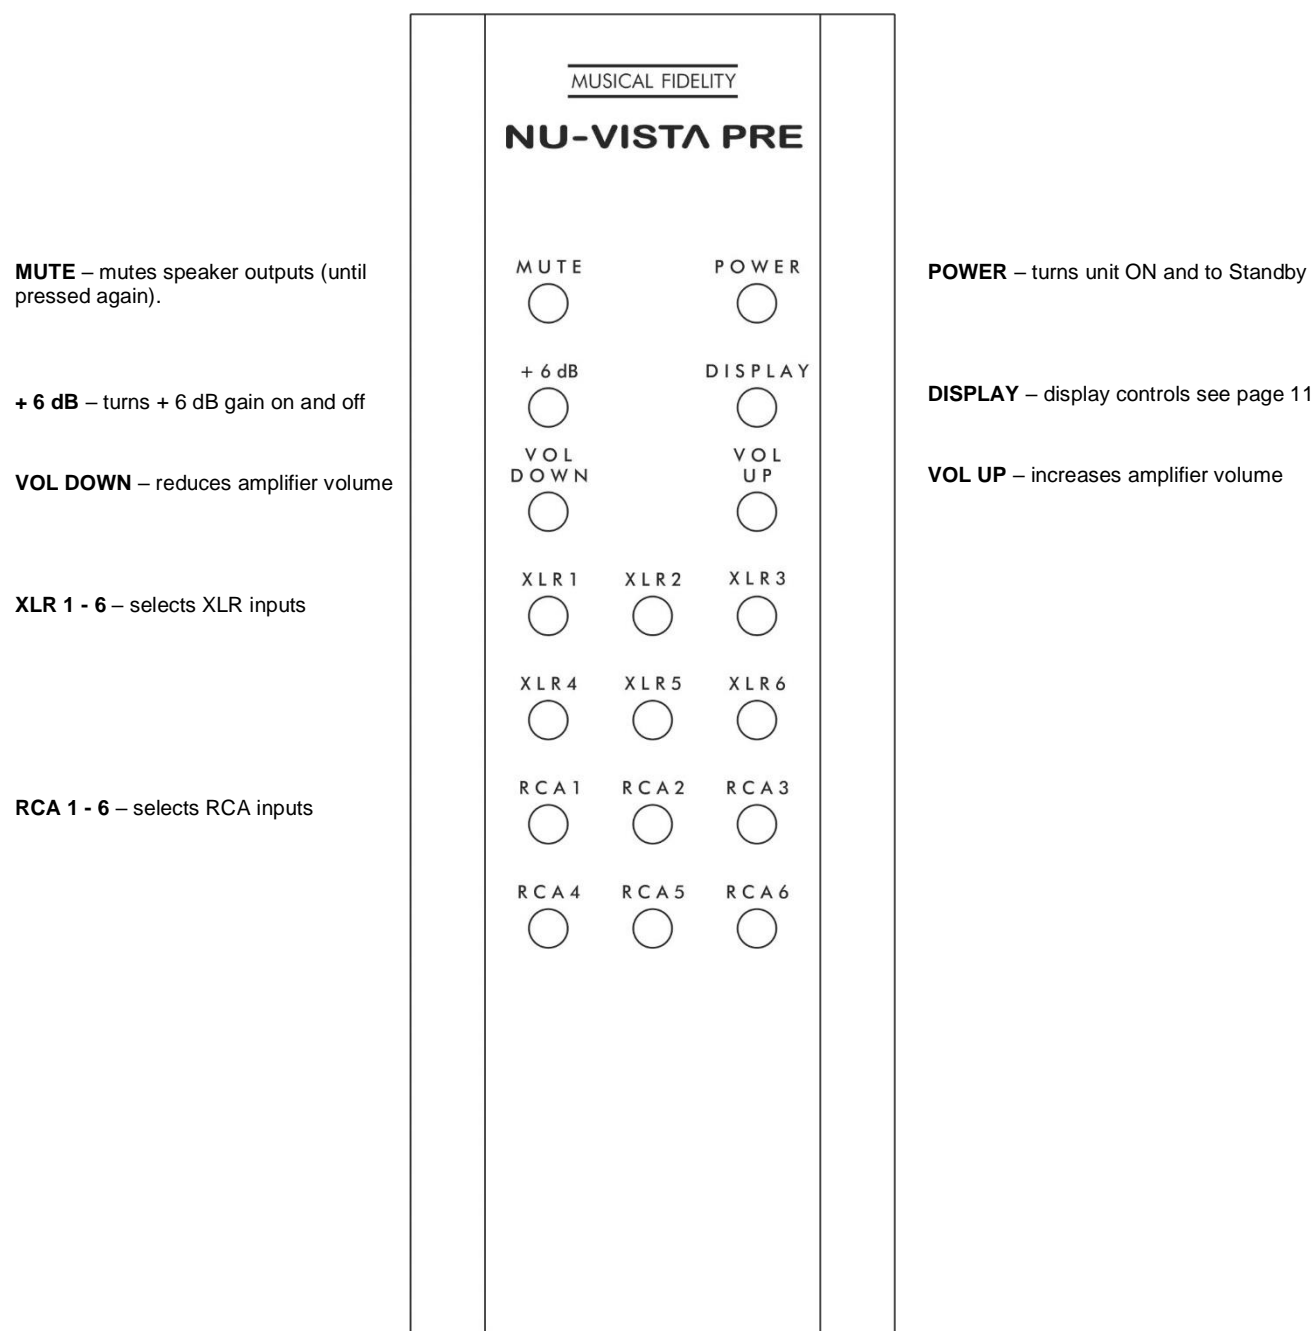 MUSICAL FIDELITY
NU-VISTA PRE
MUTE – mutes speaker outputs (until
pressed again).
MUTE
POWER
POWER – turns unit ON and to Standby
+ 6 dB – turns + 6 dB gain on and off
+ 6 dB
DISPLAY
DISPLAY – display controls see page 11
VOL DOWN – reduces amplifier volume
VOL
DOWN
VOL
UP
VOL UP – increases amplifier volume
XLR 1 - 6 – selects XLR inputs
XLR1 XLR2 XLR3
XLR4 XLR5 XLR6
RCA 1 - 6 – selects RCA inputs
RCA1 RCA2 RCA3
RCA4 RCA5 RCA6